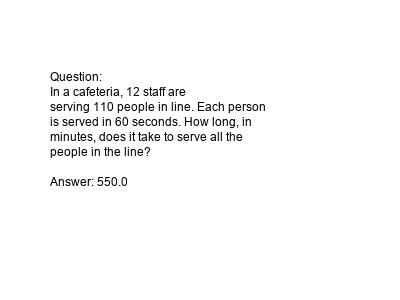 Question:
In a cafeteria, 12 staff are
serving 110 people in line. Each person
is served in 60 seconds. How long, in
minutes, does it take to serve all the
people in the line?
Answer: 550.0